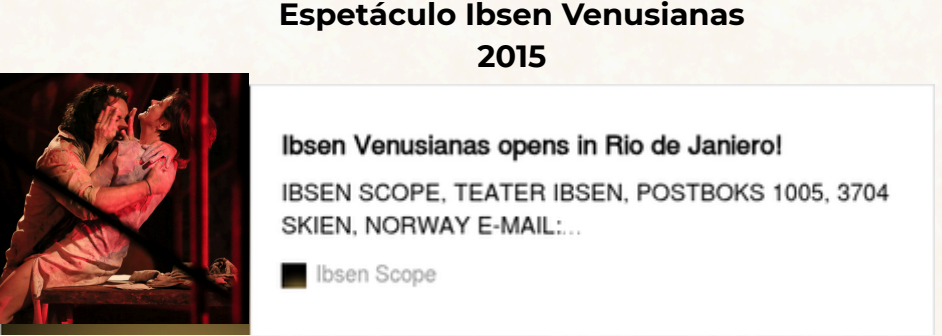 Espetáculo Ibsen Venusianas
2015
Ibsen Venusianas opens in Rio de Janiero!
IBSEN SCOPE, TEATER IBSEN, POSTBOKS 1005, 3704
SKIEN, NORWAY E-MAIL:...
Ibsen Scope